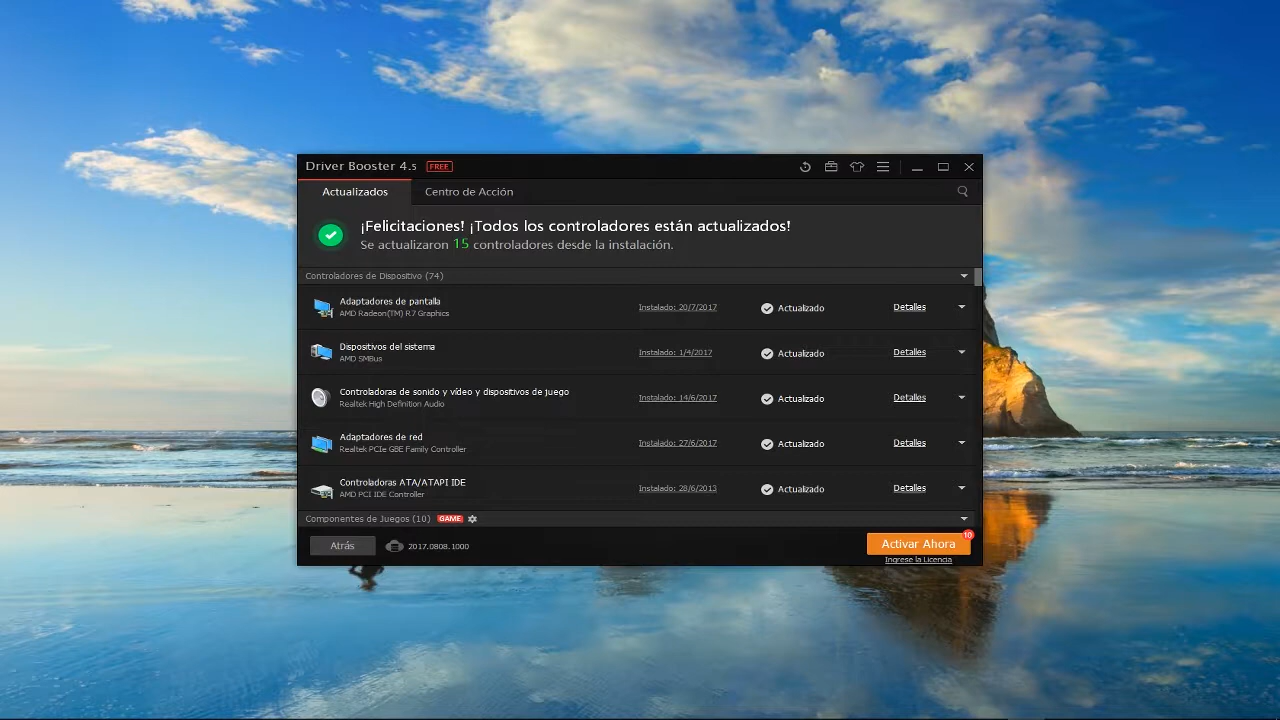 Driver Booster 4.5 FREE
Actualizados Centro de Acción
¡Felicitaciones! ¡Todos los controladores están actualizados!
Se actualizaron 15 controladores desde la instalación.
Controladores de Dispositivo (74)
Adaptadores de pantalla
AMD Radeon(TM) R7 Graphics
Instalado: 20/7/2017 Actualizado Detalles
Dispositivos del sistema
AMD SMBus
Instalado: 1/4/2017 Actualizado Detalles
Controladoras de sonido y vídeo y dispositivos de juego
Realtek High Definition Audio
Instalado: 14/6/2017 Actualizado Detalles
Adaptadores de red
Realtek PCIe GBE Family Controller
Instalado: 27/6/2017 Actualizado Detalles
Controladoras ATA/ATAPI IDE
AMD PCI IDE Controller
Instalado: 28/6/2013 Actualizado Detalles
Componentes de Juegos (10) GAME
Atrás 2017.0808.1000 Activar Ahora 10
Ingrese la Licencia